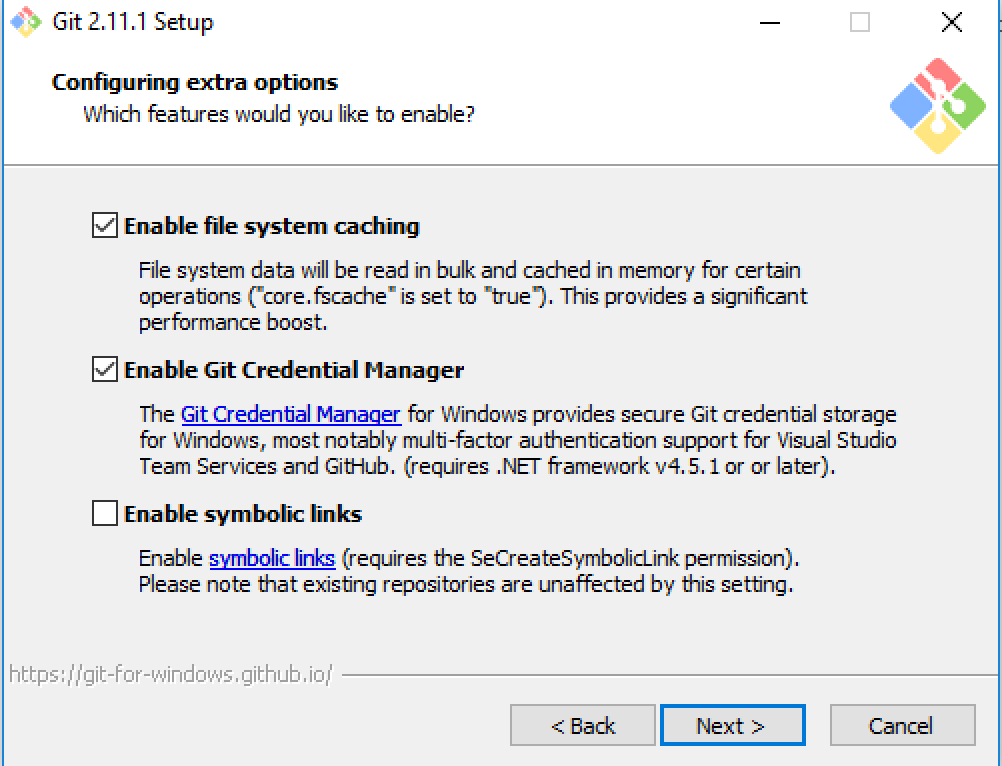 Git 2.11.1 Setup
Configuring extra options
Which features would you like to enable?
Enable file system caching
File system data will be read in bulk and cached in memory for certain
operations ("core.fscache" is set to "true"). This provides a significant
performance boost.
Enable Git Credential Manager
The Git Credential Manager for Windows provides secure Git credential storage
for Windows, most notably multi-factor authentication support for Visual Studio
Team Services and GitHub. (requires .NET framework v4.5.1 or or later).
Enable symbolic links
Enable symbolic links (requires the SeCreateSymbolicLink permission).
Please note that existing repositories are unaffected by this setting.
https://git-for-windows.github.io/
< Back Next > Cancel